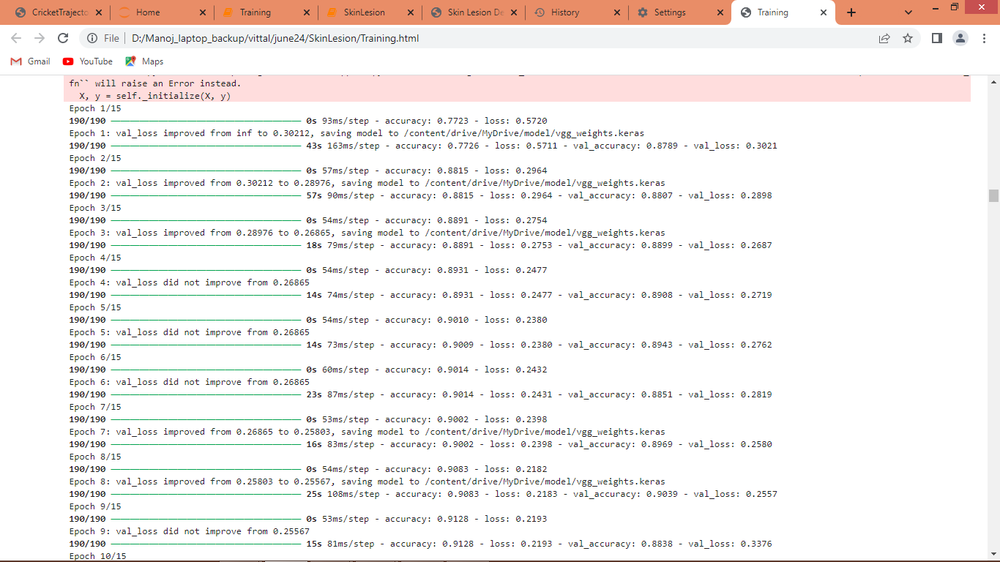 CricketTrajecto
Home
Training
SkinLesion
Skin Lesion De
History
Settings
Training
File
D:/Manoj_laptop_backup/vittal/june24/SkinLesion/Training.html
Gmail
YouTube
Maps
fn`` will raise an Error instead.
X, y = self._initialize(X, y)
Epoch 1/15
190/190 0s 93ms/step - accuracy: 0.7723 - loss: 0.5720
Epoch 1: val_loss improved from inf to 0.30212, saving model to /content/drive/MyDrive/model/vgg_weights.keras
190/190 43s 163ms/step - accuracy: 0.7726 - loss: 0.5711 - val_accuracy: 0.8789 - val_loss: 0.3021
Epoch 2/15
190/190 0s 57ms/step - accuracy: 0.8815 - loss: 0.2964
Epoch 2: val_loss improved from 0.30212 to 0.28976, saving model to /content/drive/MyDrive/model/vgg_weights.keras
190/190 57s 90ms/step - accuracy: 0.8815 - loss: 0.2964 - val_accuracy: 0.8807 - val_loss: 0.2898
Epoch 3/15
190/190 0s 54ms/step - accuracy: 0.8891 - loss: 0.2754
Epoch 3: val_loss improved from 0.28976 to 0.26865, saving model to /content/drive/MyDrive/model/vgg_weights.keras
190/190 18s 79ms/step - accuracy: 0.8891 - loss: 0.2753 - val_accuracy: 0.8899 - val_loss: 0.2687
Epoch 4/15
190/190 0s 54ms/step - accuracy: 0.8931 - loss: 0.2477
Epoch 4: val_loss did not improve from 0.26865
190/190 14s 74ms/step - accuracy: 0.8931 - loss: 0.2477 - val_accuracy: 0.8908 - val_loss: 0.2719
Epoch 5/15
190/190 0s 54ms/step - accuracy: 0.9010 - loss: 0.2380
Epoch 5: val_loss did not improve from 0.26865
190/190 14s 73ms/step - accuracy: 0.9009 - loss: 0.2380 - val_accuracy: 0.8943 - val_loss: 0.2762
Epoch 6/15
190/190 0s 60ms/step - accuracy: 0.9014 - loss: 0.2432
Epoch 6: val_loss did not improve from 0.26865
190/190 23s 87ms/step - accuracy: 0.9014 - loss: 0.2431 - val_accuracy: 0.8851 - val_loss: 0.2819
Epoch 7/15
190/190 0s 53ms/step - accuracy: 0.9002 - loss: 0.2398
Epoch 7: val_loss improved from 0.26865 to 0.25803, saving model to /content/drive/MyDrive/model/vgg_weights.keras
190/190 16s 83ms/step - accuracy: 0.9002 - loss: 0.2398 - val_accuracy: 0.8969 - val_loss: 0.2580
Epoch 8/15
190/190 0s 54ms/step - accuracy: 0.9083 - loss: 0.2182
Epoch 8: val_loss improved from 0.25803 to 0.25567, saving model to /content/drive/MyDrive/model/vgg_weights.keras
190/190 25s 108ms/step - accuracy: 0.9083 - loss: 0.2183 - val_accuracy: 0.9039 - val_loss: 0.2557
Epoch 9/15
190/190 0s 53ms/step - accuracy: 0.9128 - loss: 0.2193
Epoch 9: val_loss did not improve from 0.25567
190/190 15s 81ms/step - accuracy: 0.9128 - loss: 0.2193 - val_accuracy: 0.8838 - val_loss: 0.3376
Epoch 10/15